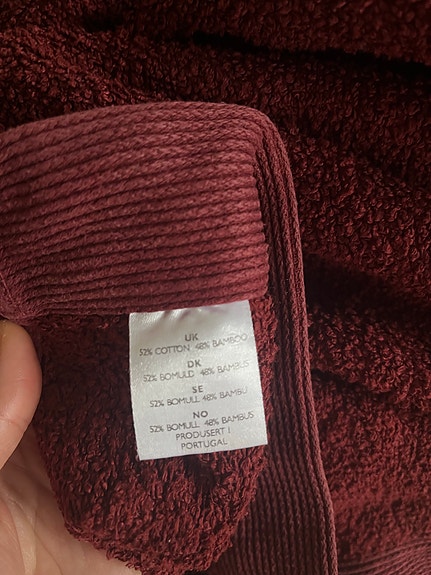 UK
52% COTTON 48% BAMBOO
DK
52% BOMULD 48% BAMBUS
SE
52% BOMULL 48% BAMBU
NO
52% BOMULL 48% BAMBUS
PRODUSERT I
PORTUGAL